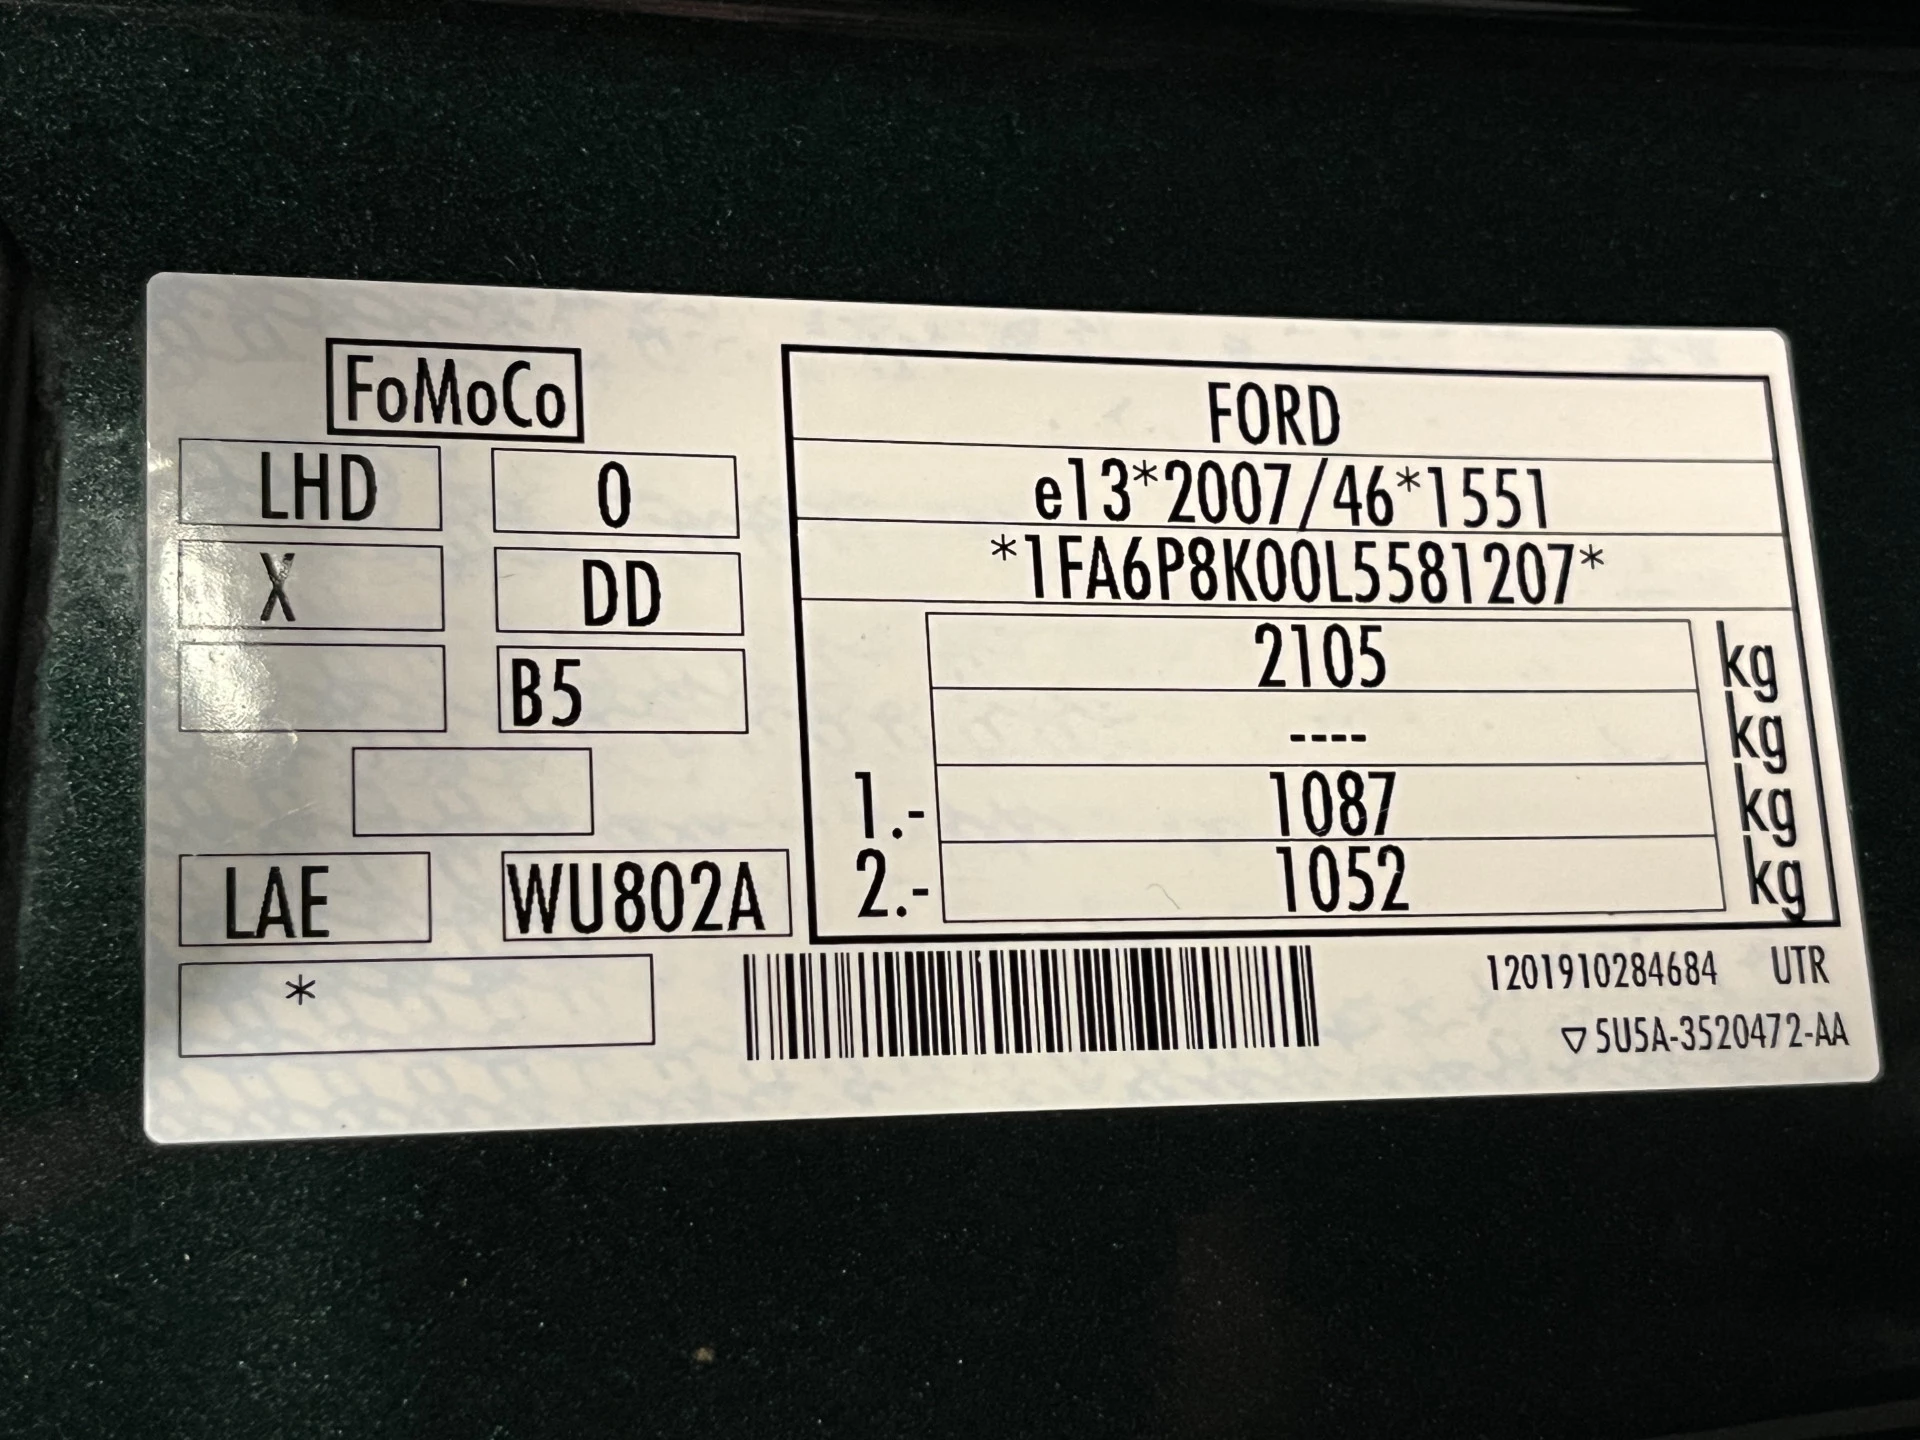 FoMoCo
LHD 0
X DD
B5
LAE WU802A
*
FORD
e13*2007/46*1551
*1FA6P8K00L5581207*
2105 kg
---- kg
1.- 1087 kg
2.- 1052 kg
1201910284684 UTR
▽ 5U5A-3520472-AA